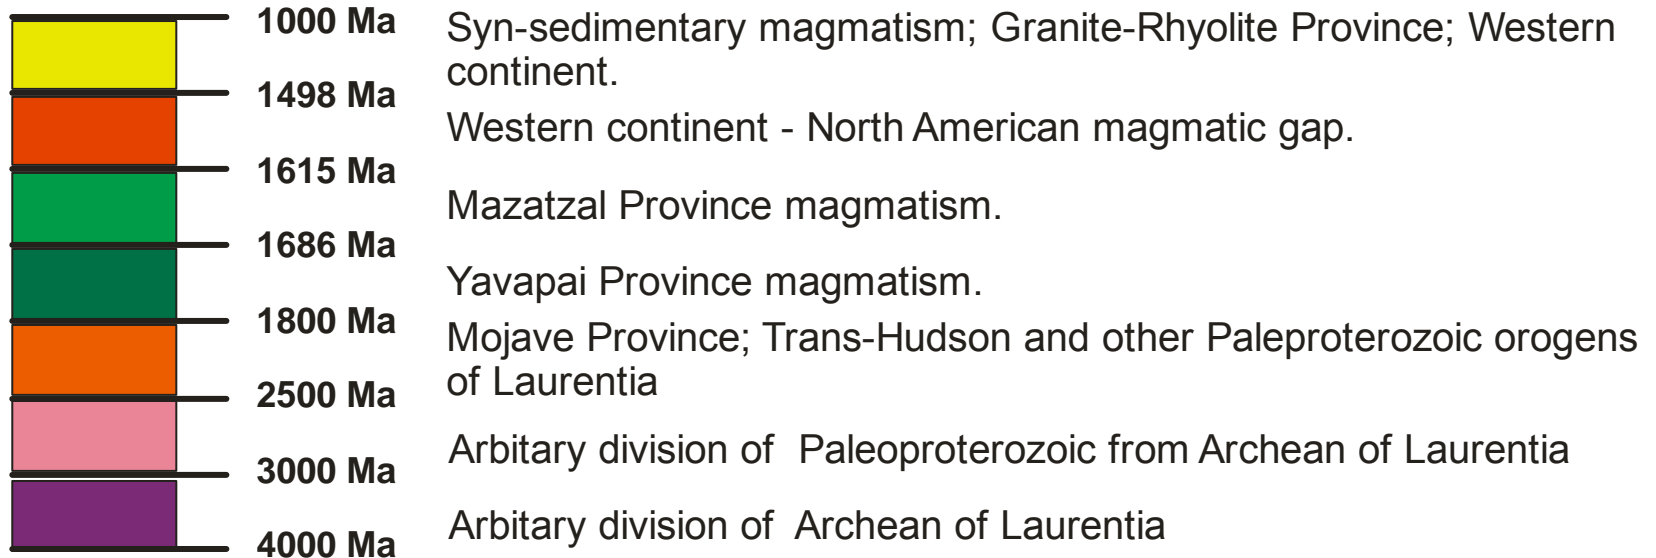 1000 Ma
Syn-sedimentary magmatism; Granite-Rhyolite Province; Western
continent.
1498 Ma
Western continent - North American magmatic gap.
1615 Ma
Mazatzal Province magmatism.
1686 Ma
Yavapai Province magmatism.
1800 Ma
Mojave Province; Trans-Hudson and other Paleproterozoic orogens
of Laurentia
2500 Ma
Arbitary division of Paleoproterozoic from Archean of Laurentia
3000 Ma
Arbitary division of Archean of Laurentia
4000 Ma